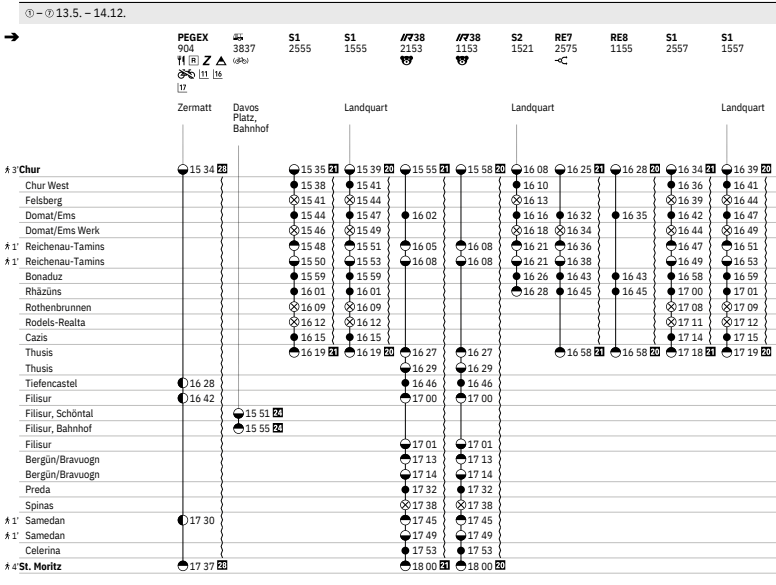 ① – ⑦ 13.5. – 14.12.
➔ PEGEX S1 S1 38 38 S2 RE7 RE8 S1 S1
904 3837 2555 1555 2153 1153 1521 2575 1155 2557 1557
R Z
11 16
17
Zermatt Davos Platz, Bahnhof Landquart Landquart Landquart
3' Chur 15 34 28 15 35 21 15 39 20 15 55 21 15 58 20 16 08 16 25 21 16 28 20 16 34 21 16 39 20
Chur West 15 38 15 41 16 10 16 36 16 41
Felsberg 15 41 15 44 16 13 16 39 16 44
Domat/Ems 15 44 15 47 16 02 16 16 16 32 16 35 16 42 16 47
Domat/Ems Werk 15 46 15 49 16 18 16 34 16 44 16 49
1' Reichenau-Tamins 15 48 15 51 16 05 16 08 16 21 16 36 16 47 16 51
1' Reichenau-Tamins 15 50 15 53 16 08 16 08 16 21 16 38 16 49 16 53
Bonaduz 15 59 15 59 16 26 16 43 16 43 16 58 16 59
Rhäzüns 16 01 16 01 16 28 16 45 16 45 17 00 17 01
Rothenbrunnen 16 09 16 09 17 08 17 09
Rodels-Realta 16 12 16 12 17 11 17 12
Cazis 16 15 16 15 17 14 17 15
Thusis 16 19 21 16 19 20 16 27 16 27 16 58 21 16 58 20 17 18 21 17 19 20
Thusis 16 29 16 29
Tiefencastel 16 28 16 46 16 46
Filisur 16 42 17 00 17 00
Filisur, Schöntal 15 51 24
Filisur, Bahnhof 15 55 24
Filisur 17 01 17 01
Bergün/Bravuogn 17 13 17 13
Bergün/Bravuogn 17 14 17 14
Preda 17 32 17 32
Spinas 17 38 17 38
1' Samedan 17 30 17 45 17 45
1' Samedan 17 49 17 49
Celerina 17 53 17 53
4' St. Moritz 17 37 28 18 00 21 18 00 20